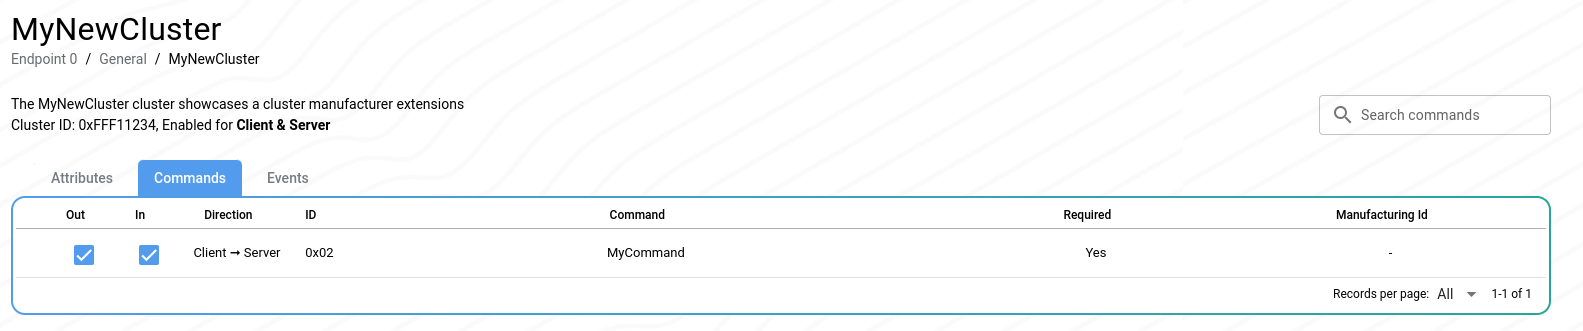 MyNewCluster
Endpoint 0 / General / MyNewCluster
The MyNewCluster cluster showcases a cluster manufacturer extensions
Cluster ID: 0xFFF11234, Enabled for Client & Server
Search commands
Attributes Commands Events
Out In Direction ID Command Required Manufacturing Id
Client → Server 0x02 MyCommand Yes -
Records per page: All 1-1 of 1